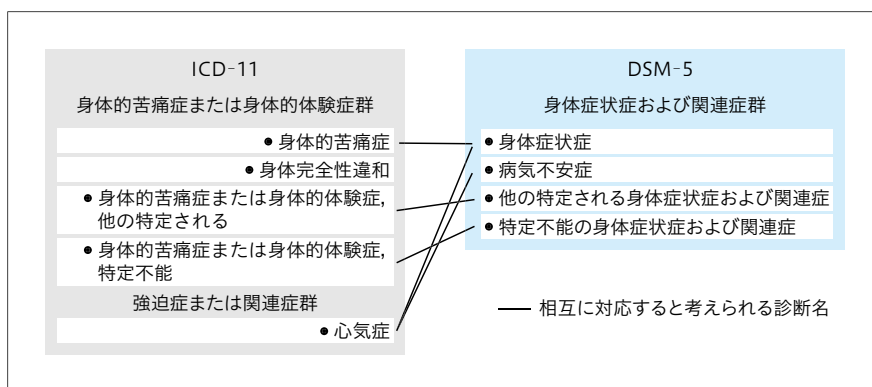 ICD-11
身体的苦痛症または身体的体験症群
● 身体的苦痛症
● 身体完全性違和
● 身体的苦痛症または身体的体験症,
他の特定される
● 身体的苦痛症または身体的体験症,
特定不能
強迫症または関連症群
● 心気症
DSM-5
身体症状症および関連症群
● 身体症状症
● 病気不安症
● 他の特定される身体症状症および関連症
● 特定不能の身体症状症および関連症
相互に対応すると考えられる診断名